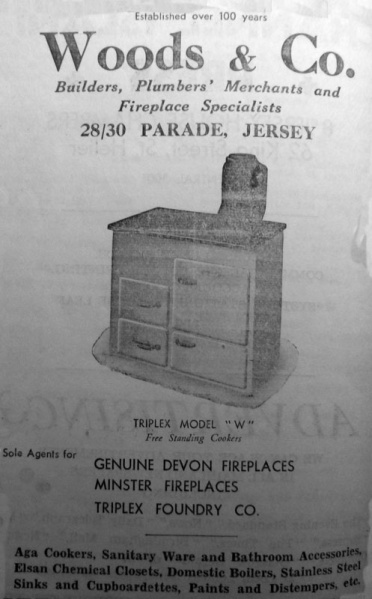 Established over 100 years
Woods & Co.
Builders, Plumbers' Merchants and
Fireplace Specialists
28/30 PARADE, JERSEY
TRIPLEX MODEL "W"
Free Standing Cookers
Sole Agents for
GENUINE DEVON FIREPLACES
MINSTER FIREPLACES
TRIPLEX FOUNDRY CO.
Aga Cookers, Sanitary Ware and Bathroom Accessories,
Elsan Chemical Closets, Domestic Boilers, Stainless Steel
Sinks and Cupboardettes, Paints and Distempers, etc.